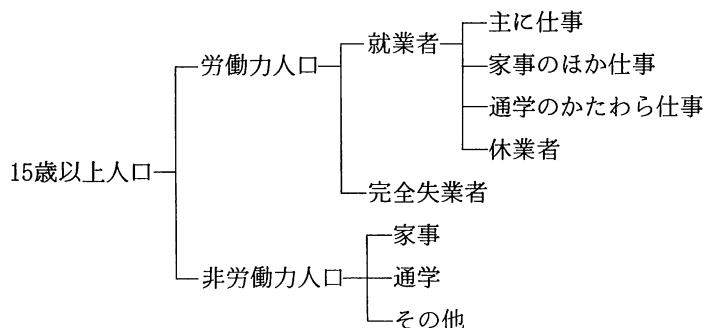 主に仕事
就業者
労働力人口
家事のほか仕事
通学のかたわら仕事
休業者
15歳以上人口
完全失業者
家事
非労働力人口
通学
その他